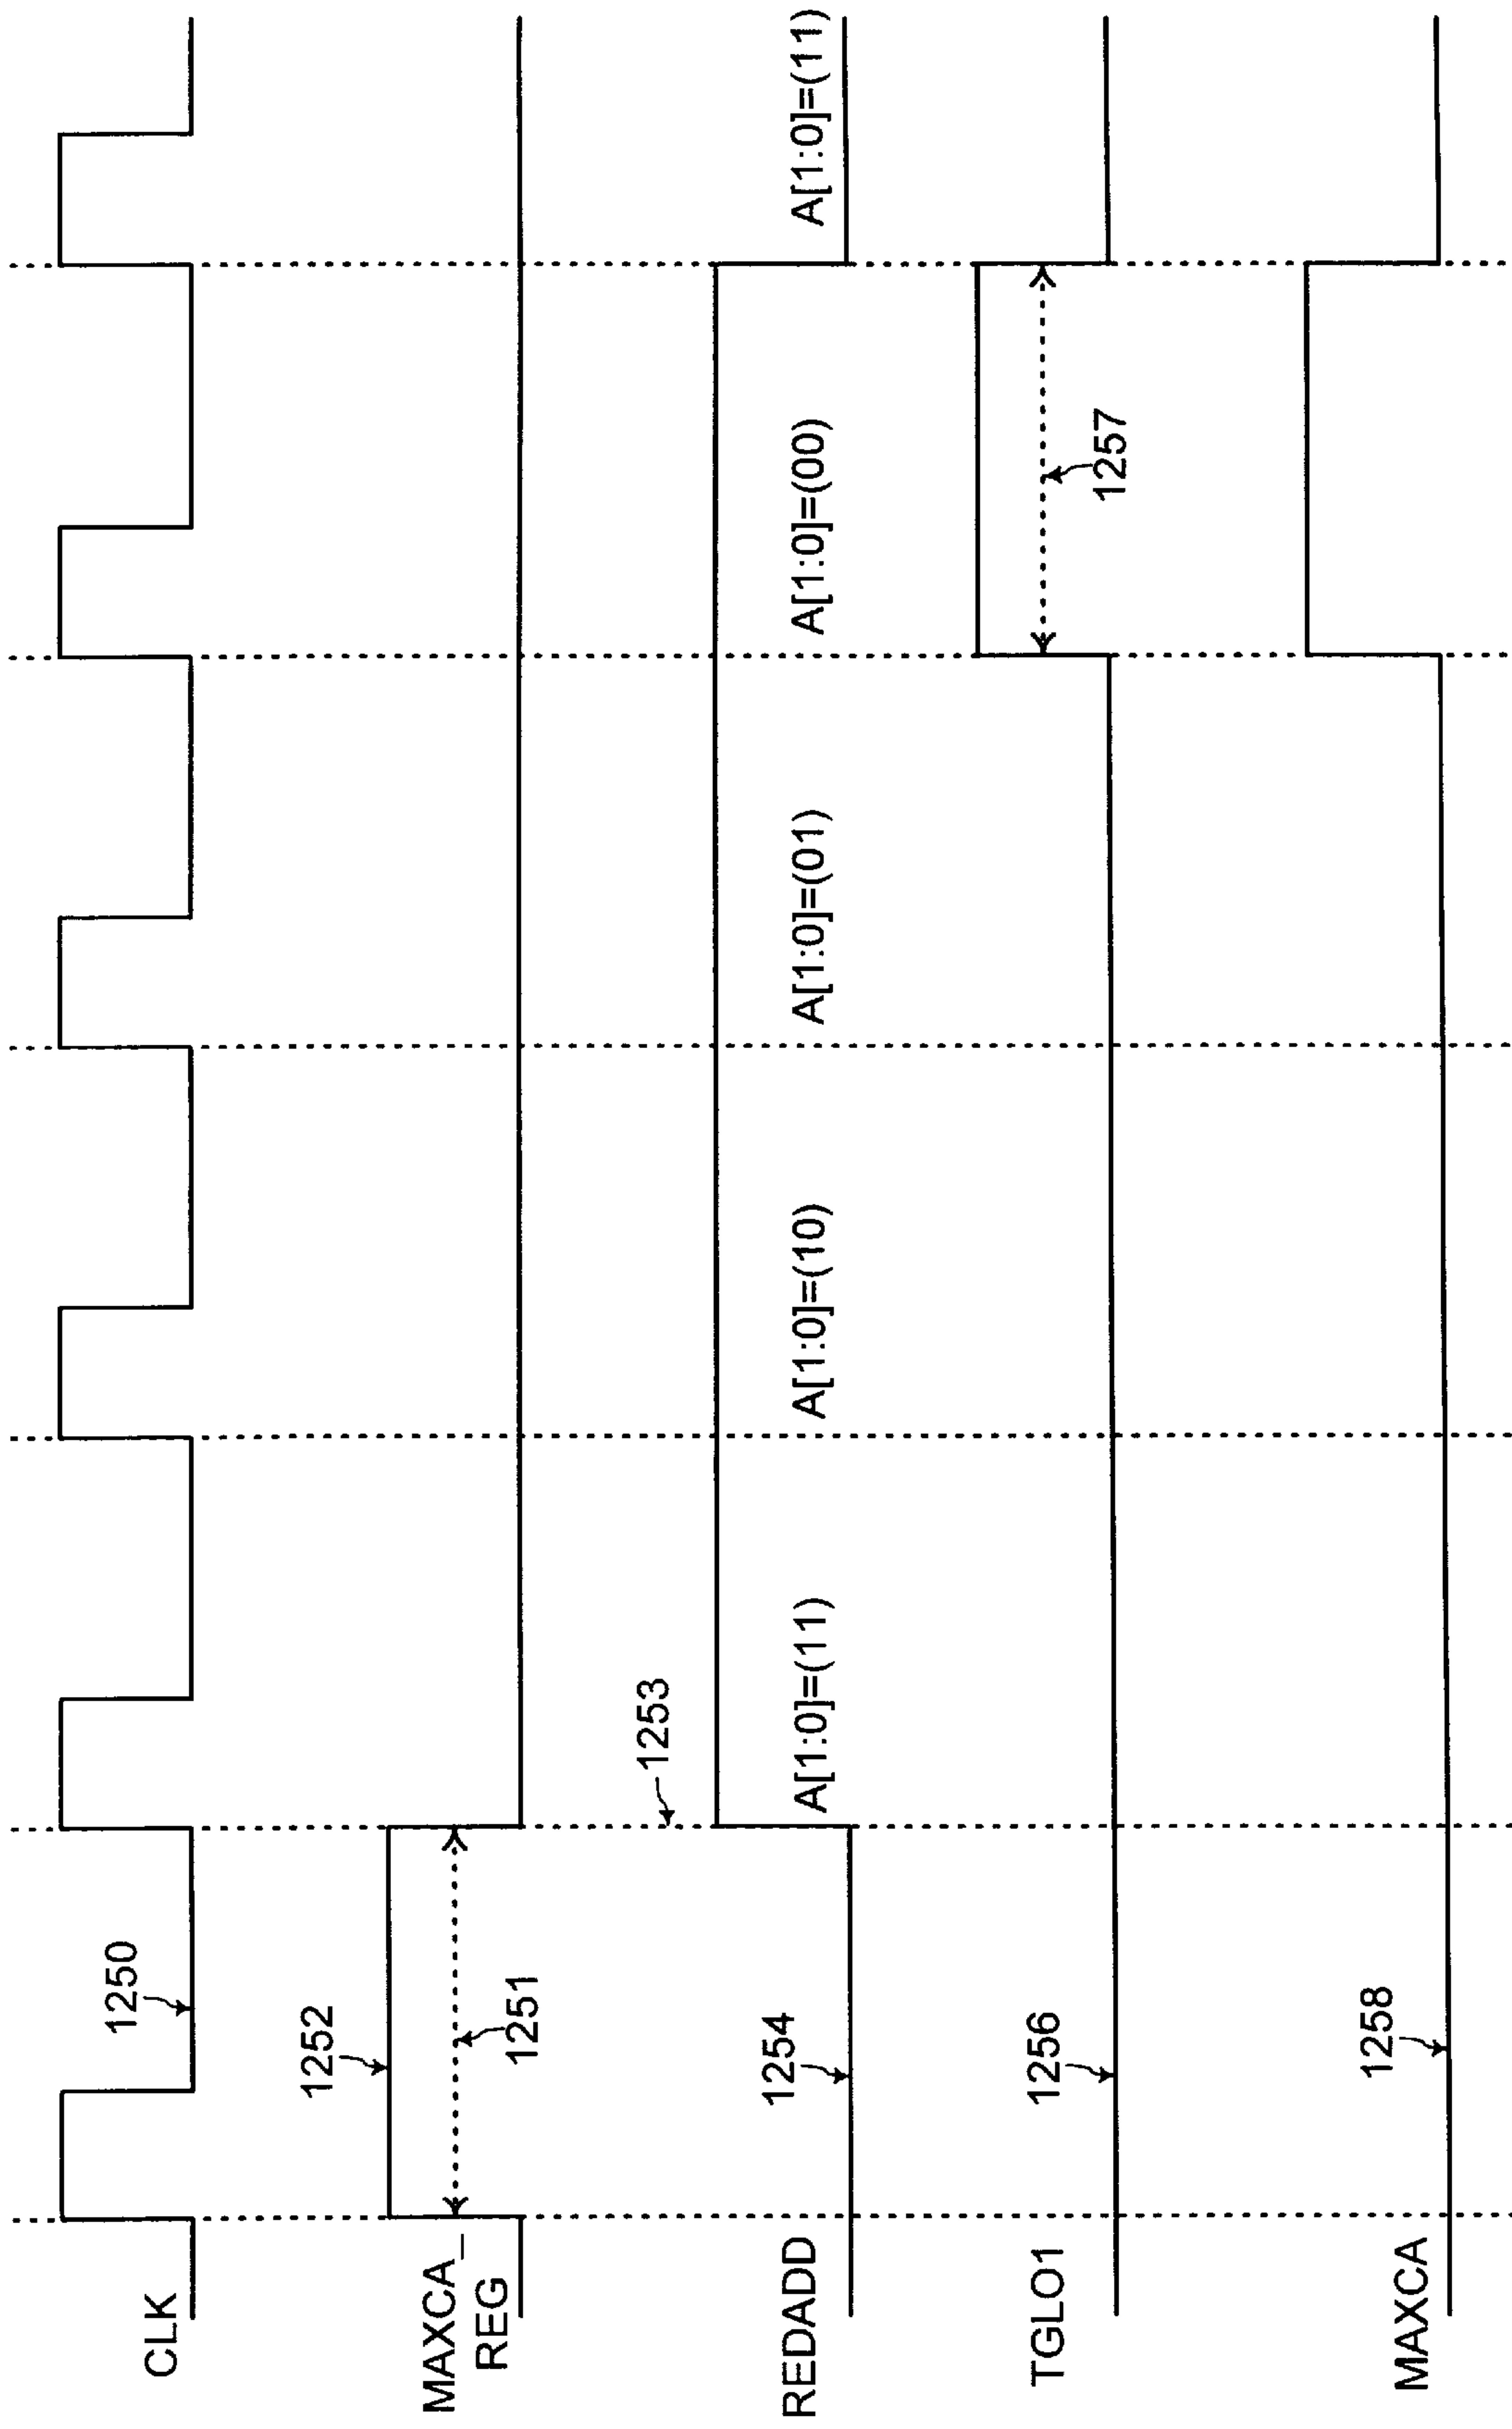 CLK
1250
MAXCA_
REG
1252
1251
1253
REDADD
1254
A[1:0]=(11)
A[1:0]=(10)
A[1:0]=(01)
A[1:0]=(00)
A[1:0]=(11)
TGLO1
1256
1257
MAXCA
1258